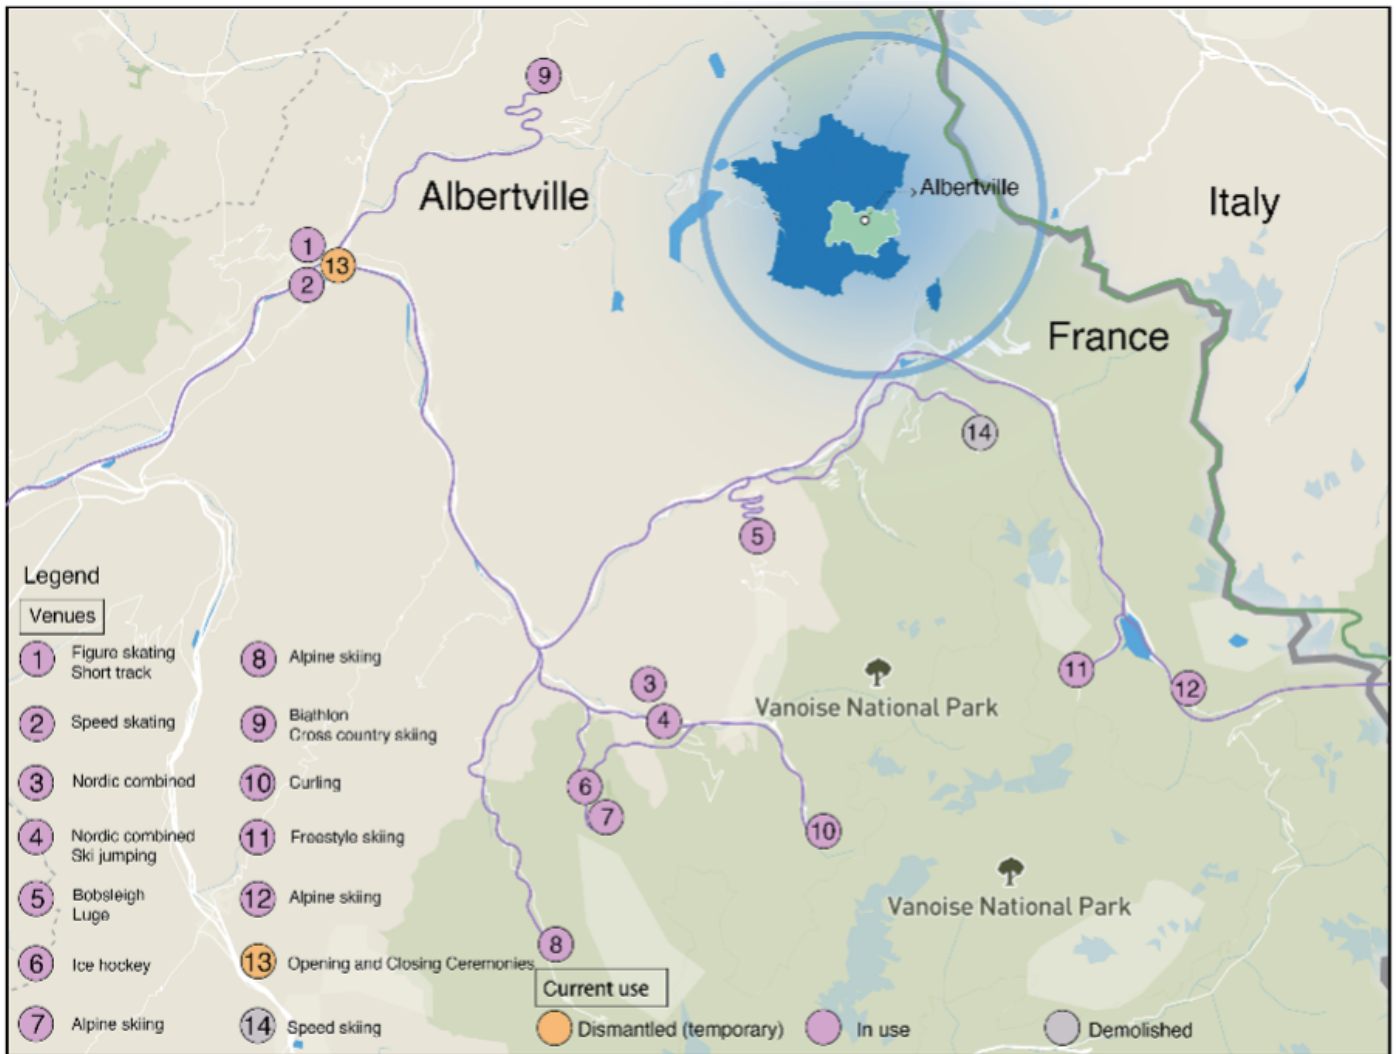 9
Albertville
Albertville
Italy
1
13
2
France
14
5
11
12
3
4
Vanoise National Park
6
7
10
Vanoise National Park
8
Legend
Venues
1 Figure skating
Short track
2 Speed skating
3 Nordic combined
4 Nordic combined
Ski jumping
5 Bobsleigh
Luge
6 Ice hockey
7 Alpine skiing
8 Alpine skiing
9 Biathlon
Cross country skiing
10 Curling
11 Freestyle skiing
12 Alpine skiing
13 Opening and Closing Ceremonies
14 Speed skiing
Current use
Dismantled (temporary)
In use
Demolished